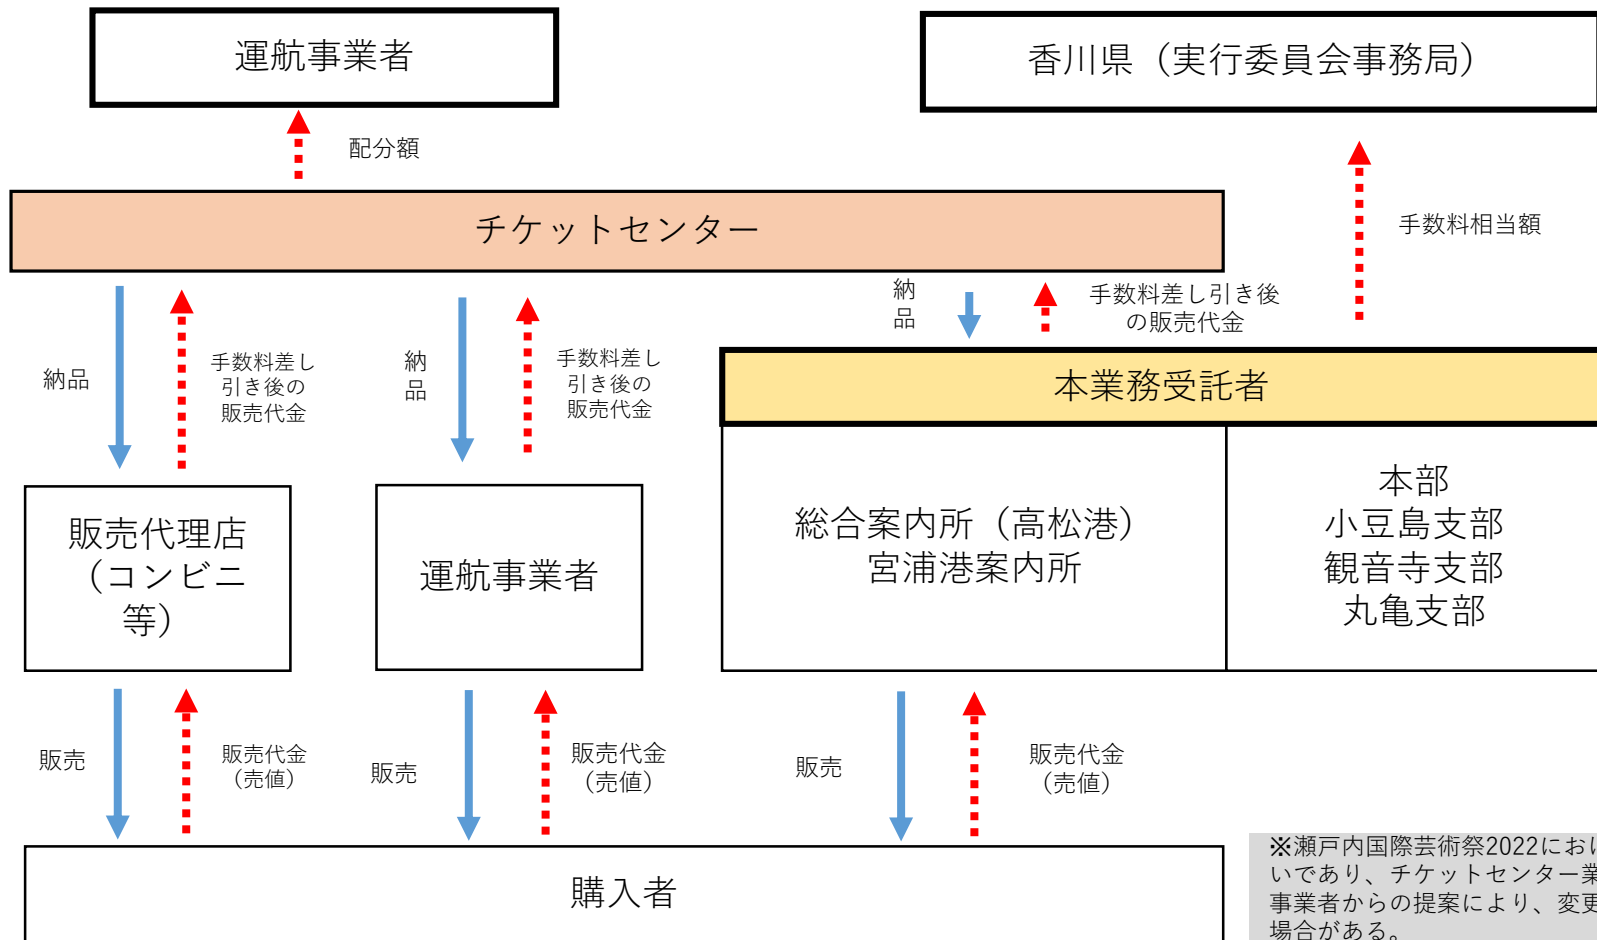 運航事業者
香川県（実行委員会事務局）
配分額
チケットセンター
手数料相当額
納品
手数料差し
引き後の
販売代金
納
品
手数料差し
引き後の
販売代金
納
品
手数料差し引き後
の販売代金
本業務受託者
販売代理店
（コンビニ
等）
運航事業者
総合案内所（高松港）
宮浦港案内所
本部
小豆島支部
観音寺支部
丸亀支部
販売
販売代金
（売値）
販売
販売代金
（売値）
販売
販売代金
（売値）
購入者
※瀬戸内国際芸術祭2022におけ
いであり、チケットセンター業
事業者からの提案により、変更
場合がある。